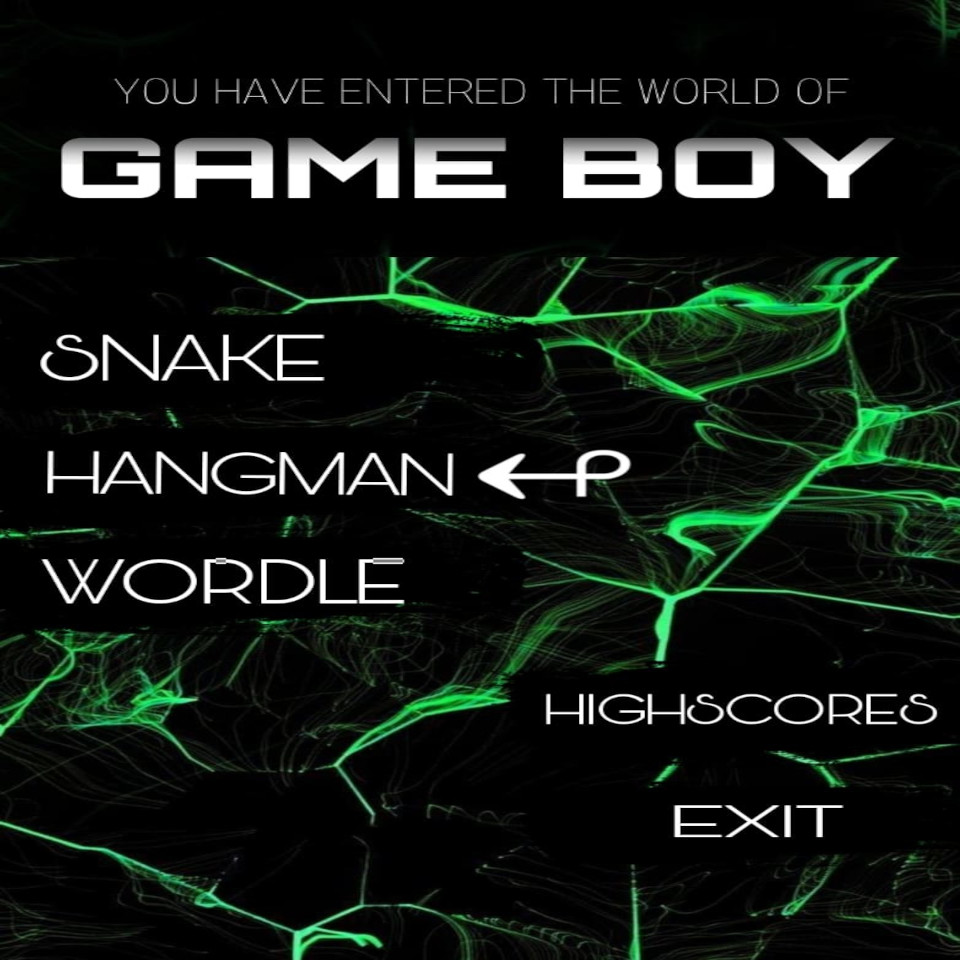 YOU HAVE ENTERED THE WORLD OF
GAME BOY
SNAKE
HANGMAN
WORDLE
HIGHSCORES
EXIT